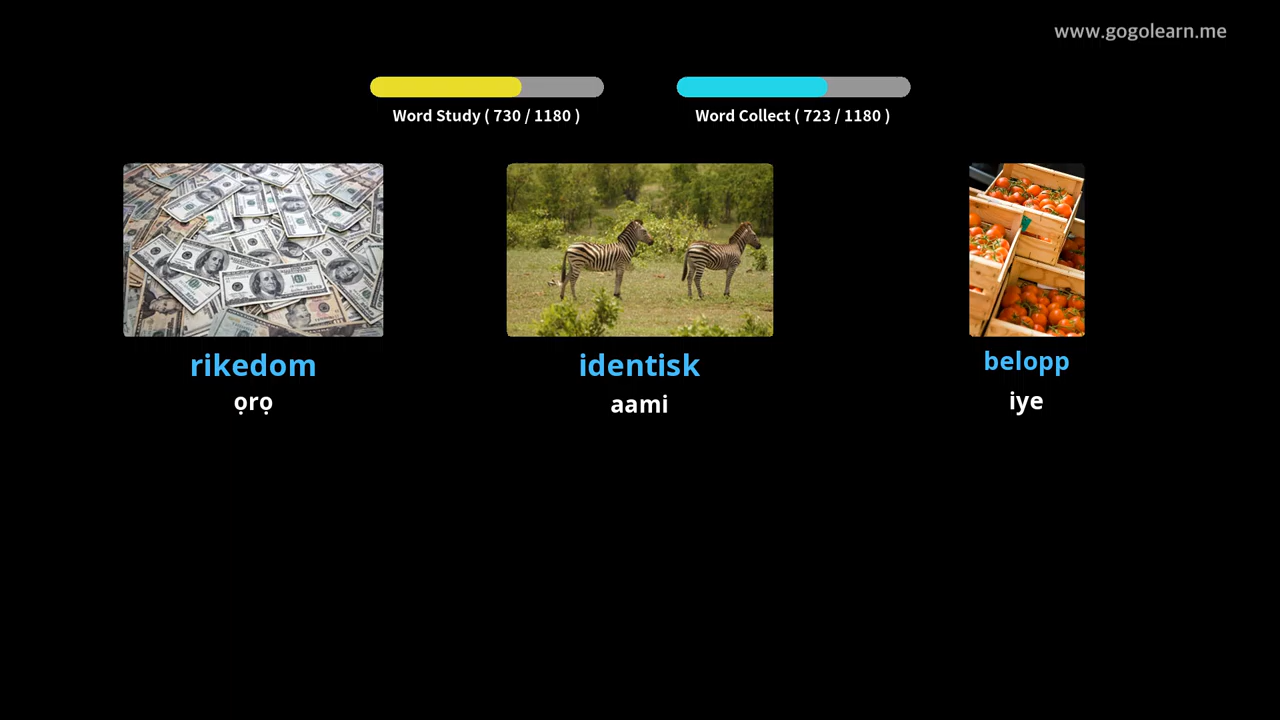 www.gogolearn.me
Word Study ( 730 / 1180 )
Word Collect ( 723 / 1180 )
rikedom
identisk
belopp
ọrọ
aami
iye